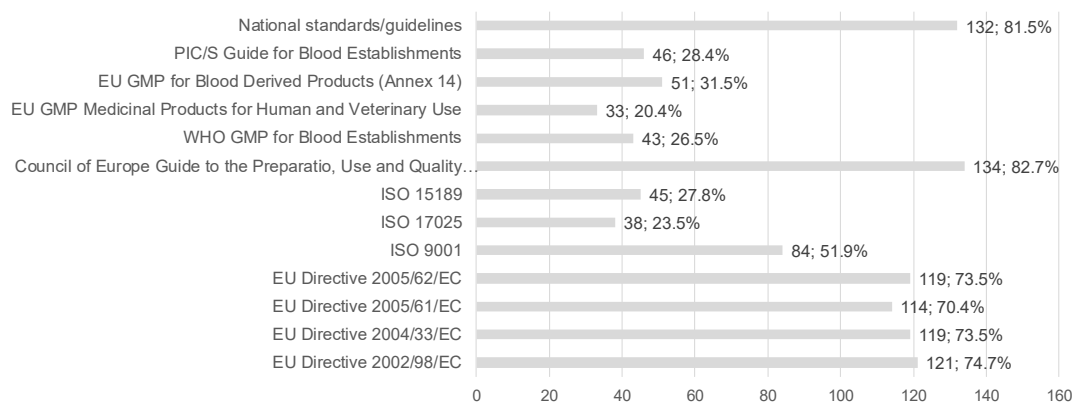 National standards/guidelines 132; 81.5%
PIC/S Guide for Blood Establishments 46; 28.4%
EU GMP for Blood Derived Products (Annex 14) 51; 31.5%
EU GMP Medicinal Products for Human and Veterinary Use 33; 20.4%
WHO GMP for Blood Establishments 43; 26.5%
Council of Europe Guide to the Preparatio, Use and Quality… 134; 82.7%
ISO 15189 45; 27.8%
ISO 17025 38; 23.5%
ISO 9001 84; 51.9%
EU Directive 2005/62/EC 119; 73.5%
EU Directive 2005/61/EC 114; 70.4%
EU Directive 2004/33/EC 119; 73.5%
EU Directive 2002/98/EC 121; 74.7%
0 20 40 60 80 100 120 140 160